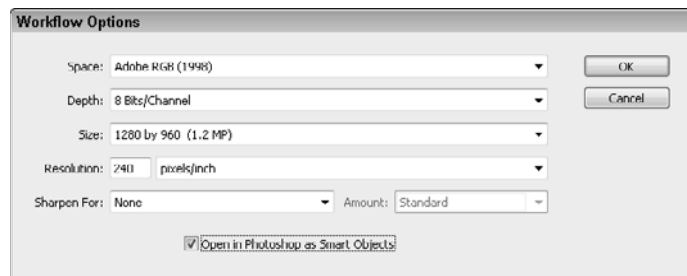 Workflow Options
Space: Adobe RGB (1998) OK
Depth: 8 Bits/Channel Cancel
Size: 1280 by 960 (1.2 MP)
Resolution: 240 pixels/inch
Sharpen For: None Amount: Standard
Open in Photoshop as Smart Objects